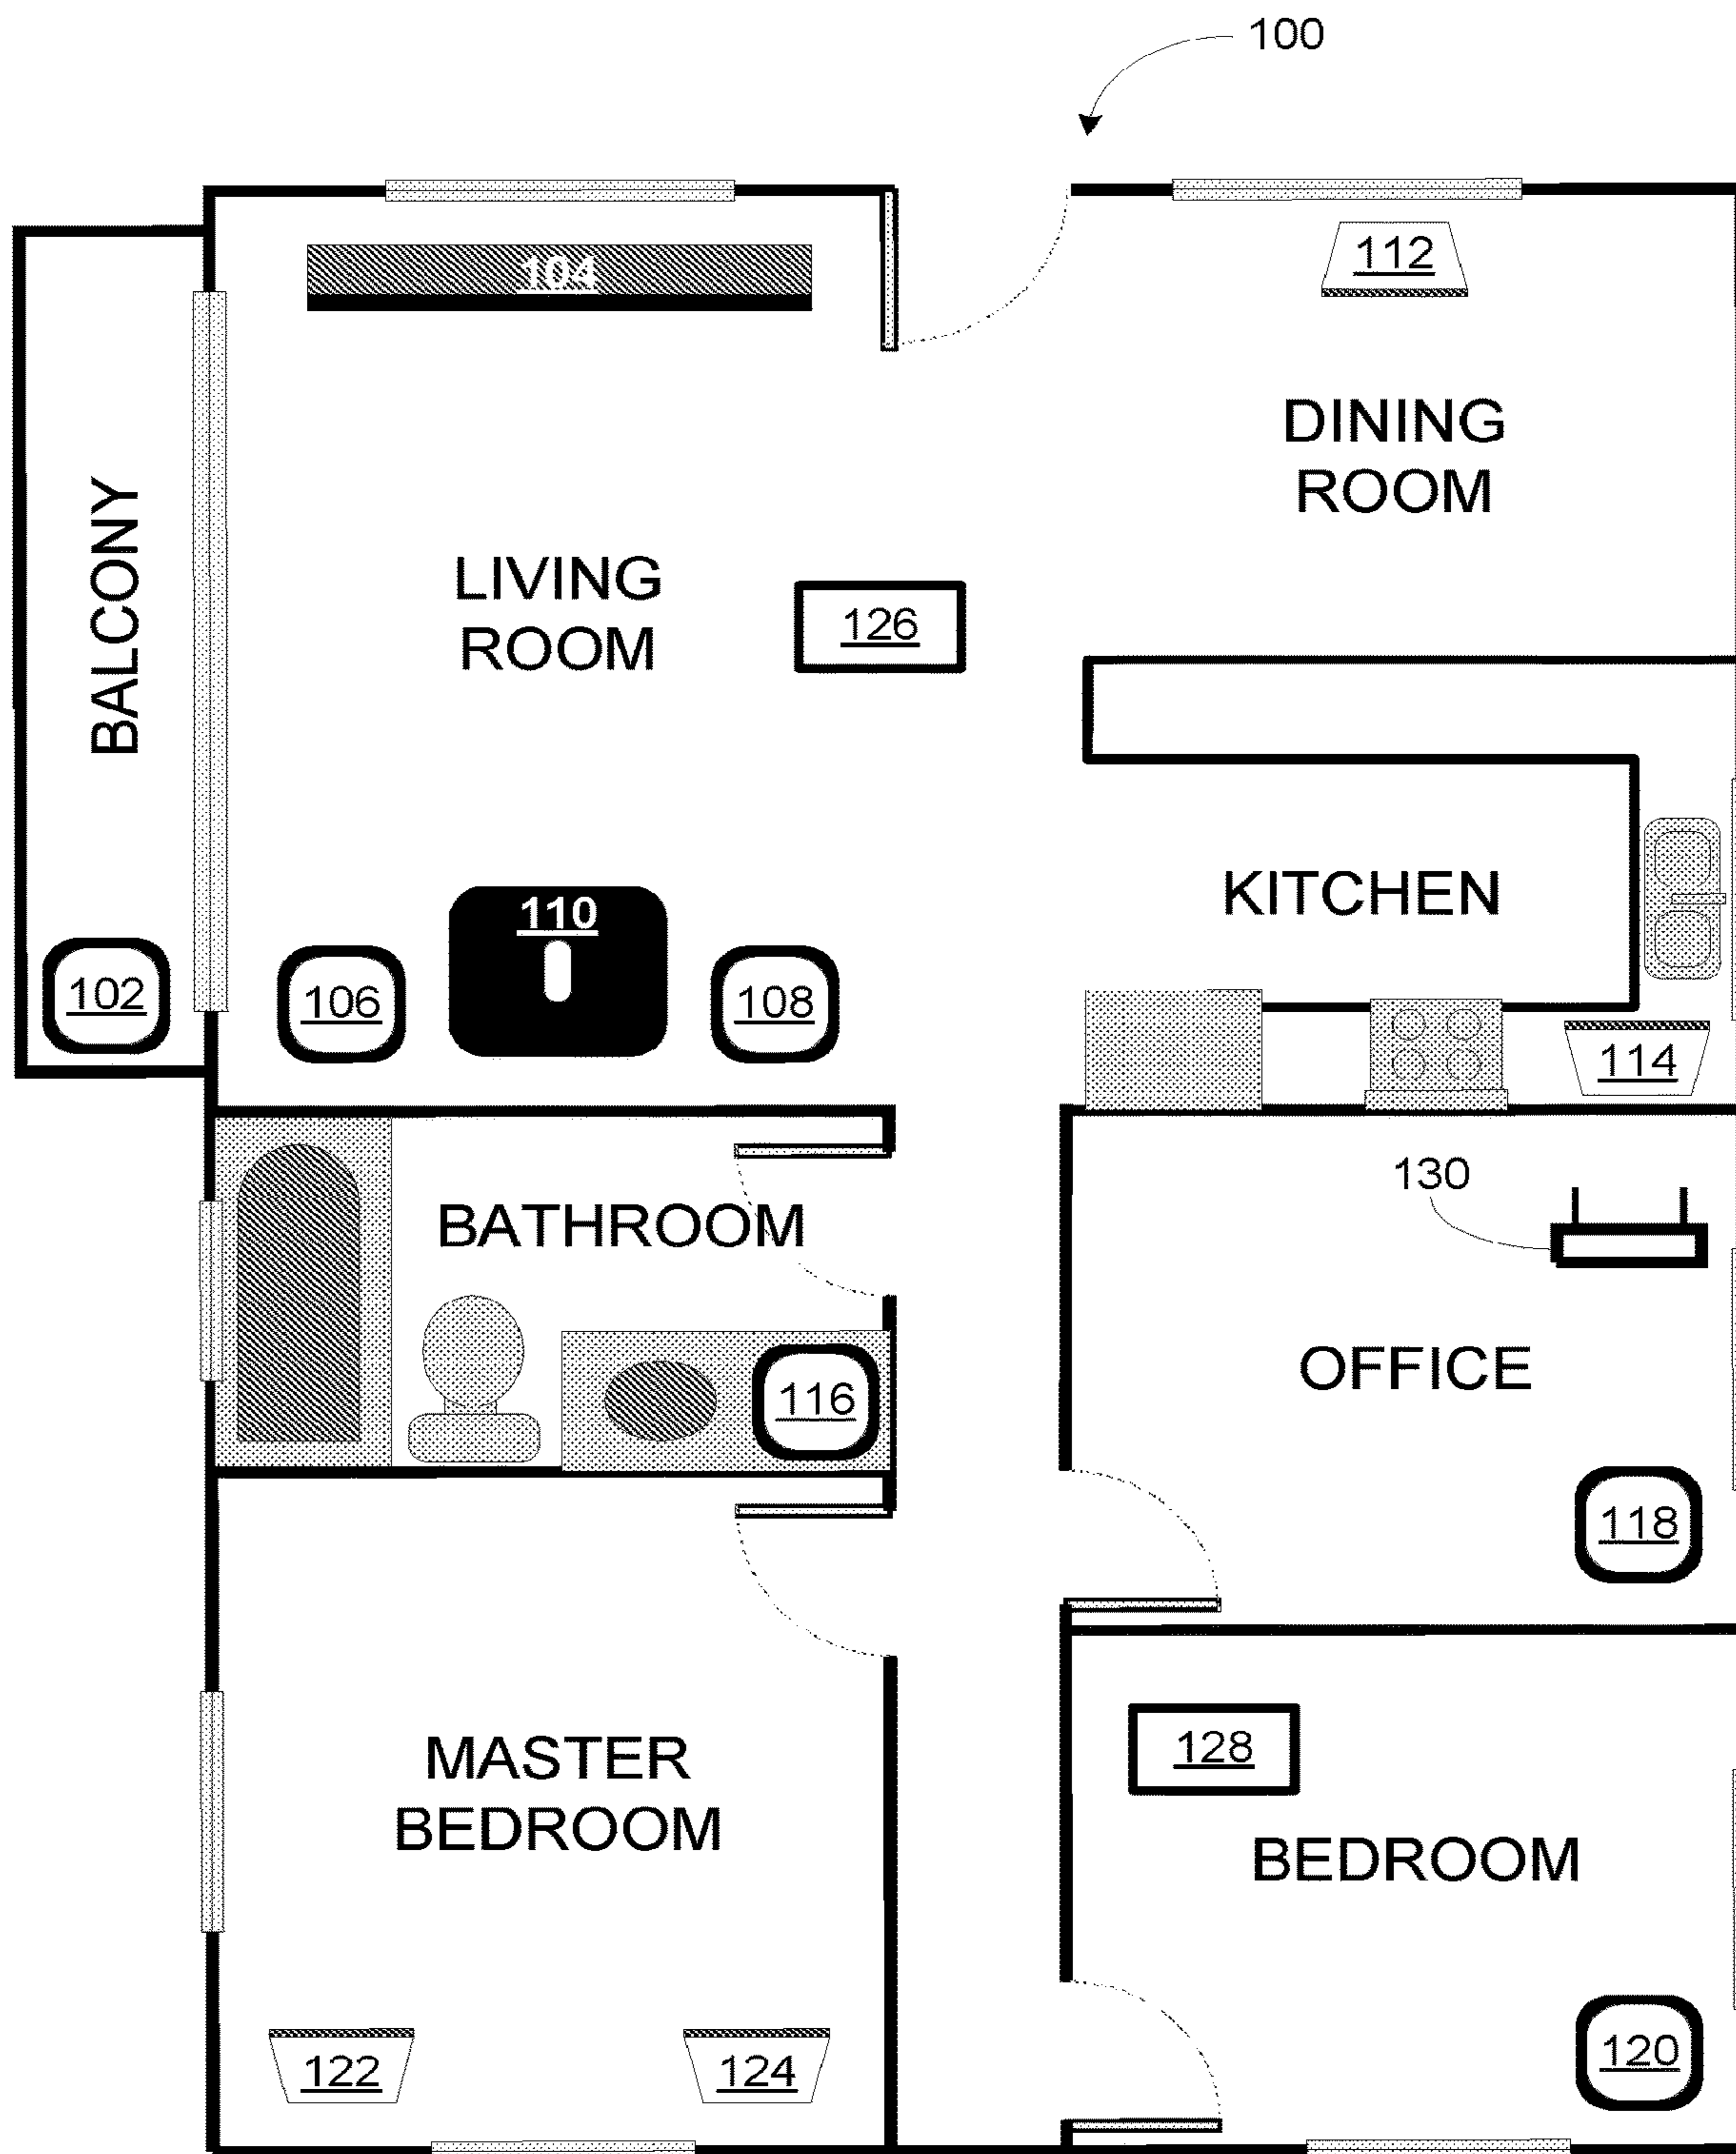 100
104
112
DINING
ROOM
BALCONY
LIVING
ROOM
126
KITCHEN
110
102
106
108
114
130
BATHROOM
OFFICE
116
118
MASTER
BEDROOM
128
BEDROOM
122
124
120